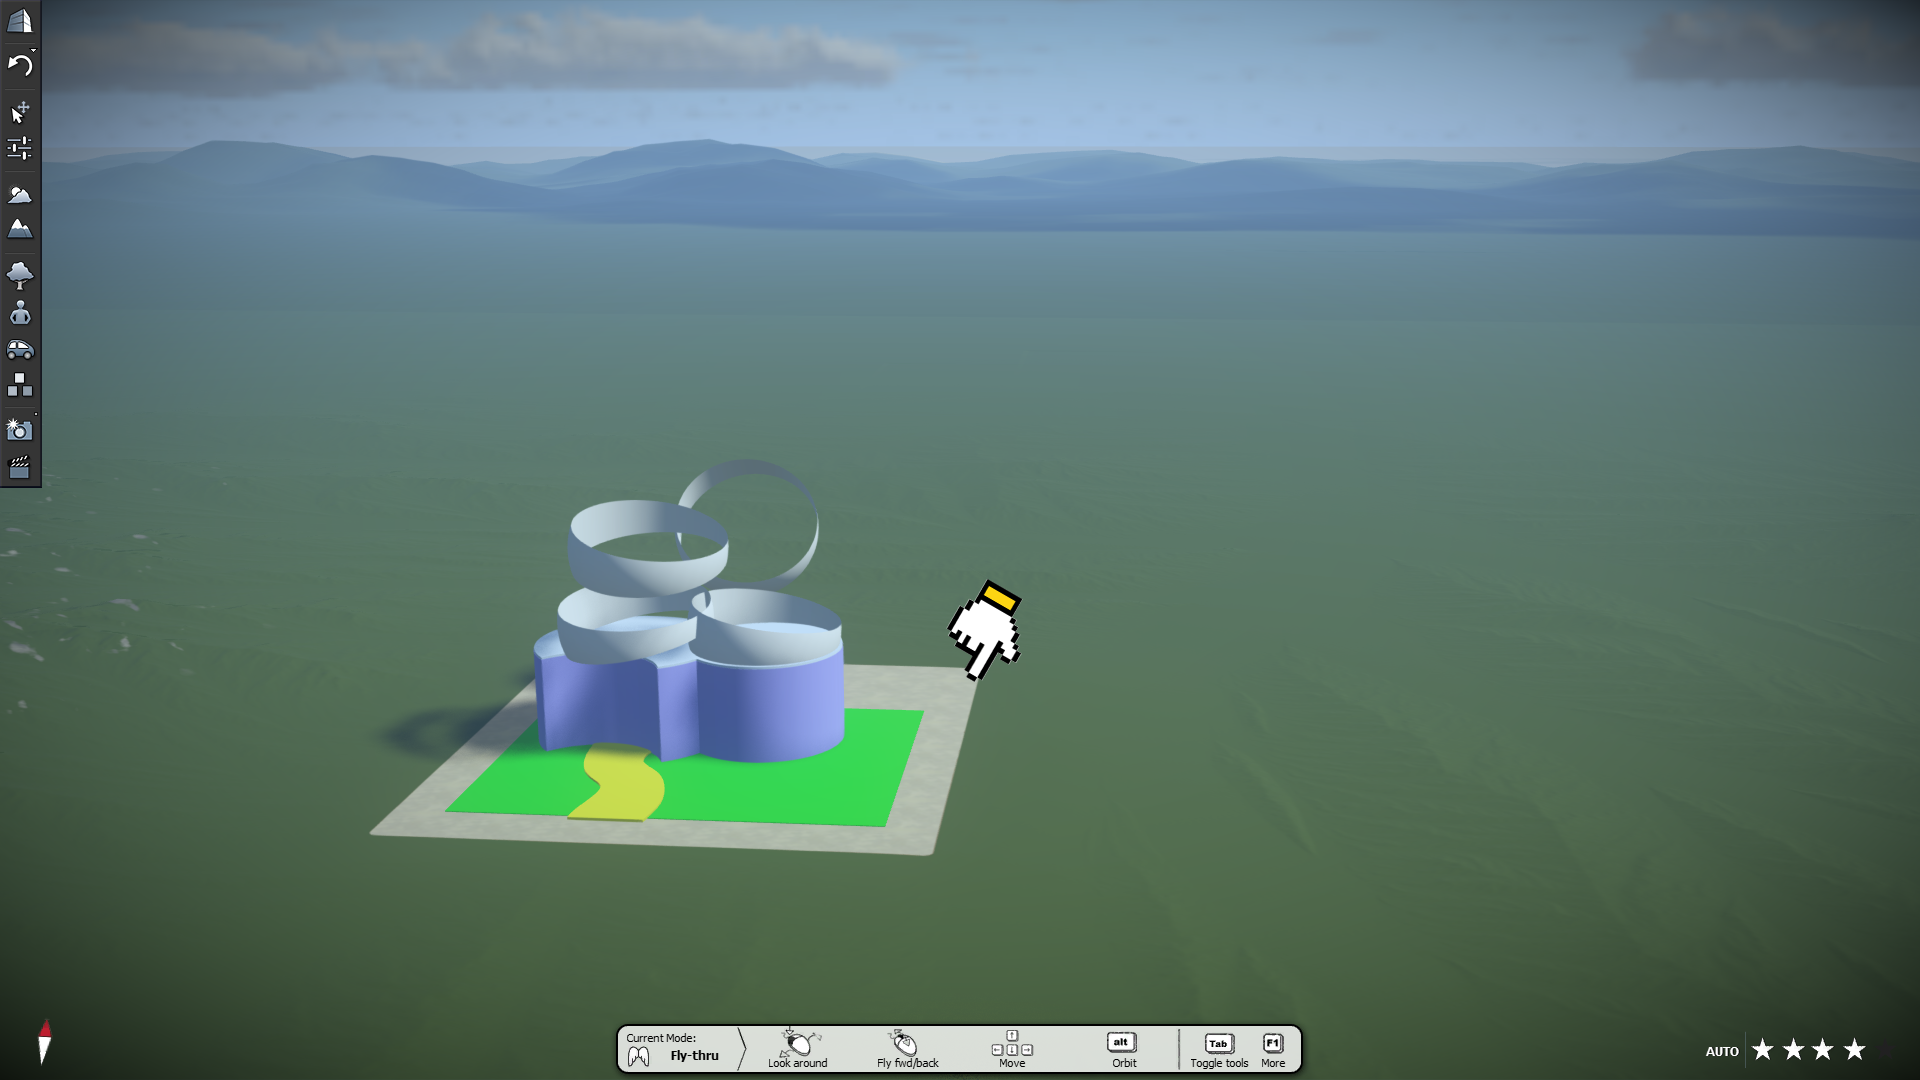 Current Mode:
Fly-thru
Look around
Fly fwd/back
Move
alt
Orbit
Tab
Toggle tools
F1
More
AUTO